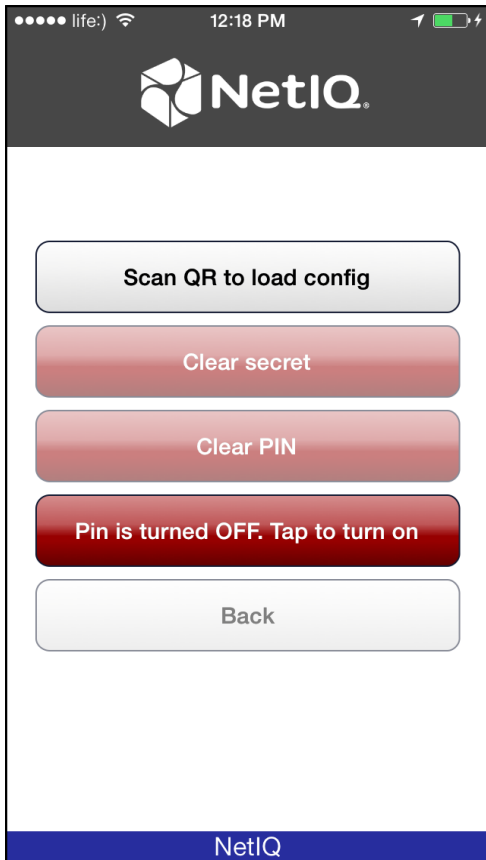 life:) 12:18 PM
NetIQ®
Scan QR to load config
Clear secret
Clear PIN
Pin is turned OFF. Tap to turn on
Back
NetIQ